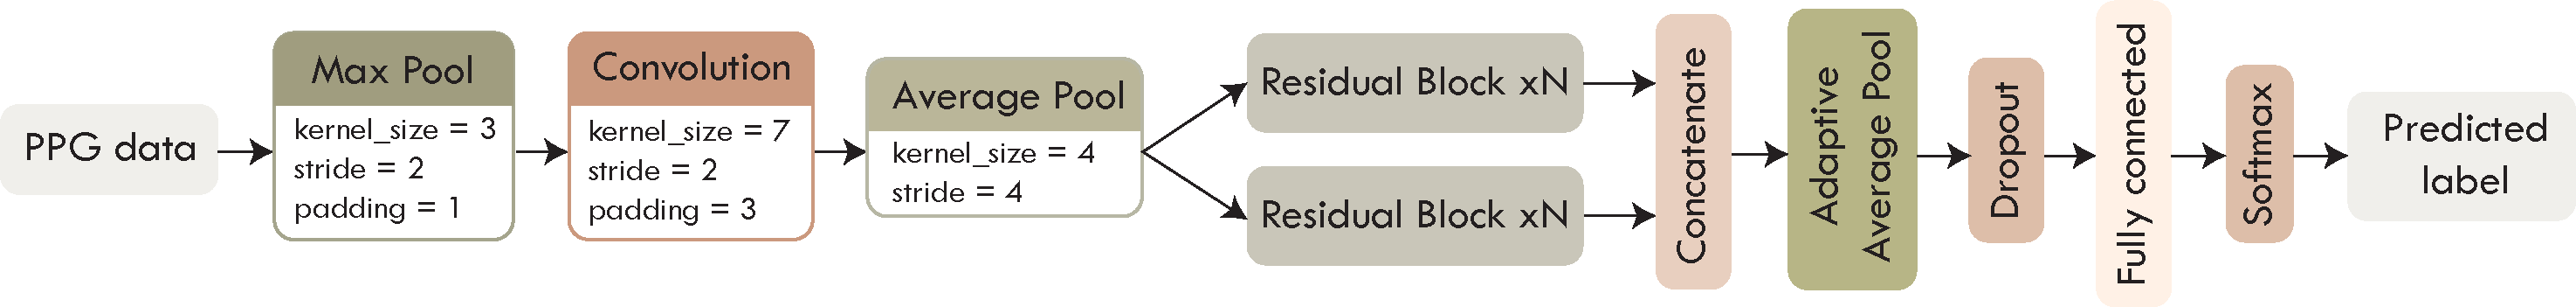 PPG data
Max Pool
kernel_size = 3
stride = 2
padding = 1
Convolution
kernel_size = 7
stride = 2
padding = 3
Average Pool
kernel_size = 4
stride = 4
Residual Block xN
Residual Block xN
Concatenate
Adaptive
Average Pool
Dropout
Fully connected
Softmax
Predicted
label